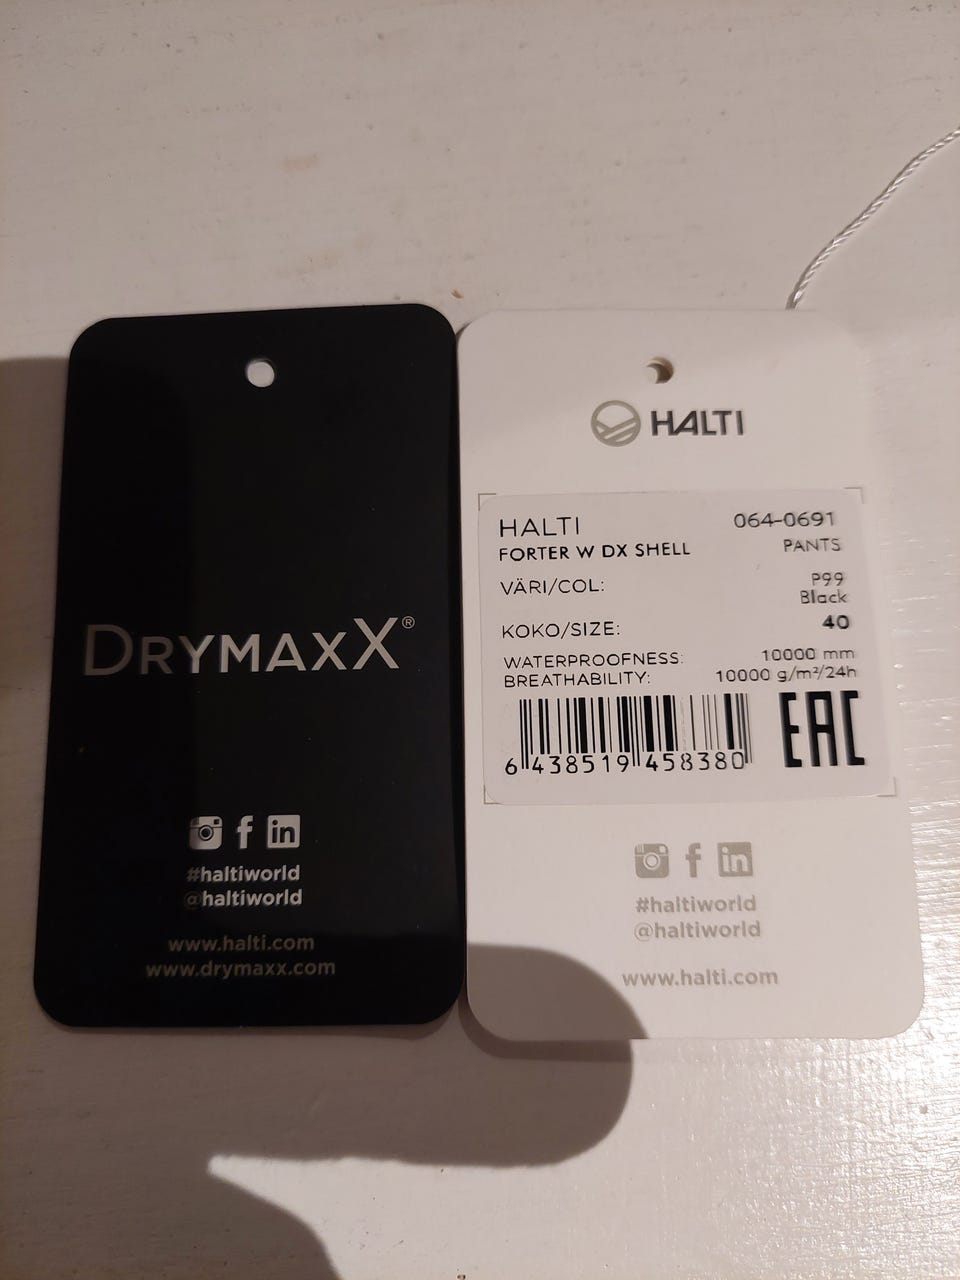 DRYMAXX®
#haltiworld
@haltiworld
www.halti.com
www.drymaxx.com
HALTI
HALTI 064-0691
FORTER W DX SHELL PANTS
VÄRI/COL: P99
Black
KOKO/SIZE: 40
WATERPROOFNESS: 10000 mm
BREATHABILITY: 10000 g/m²/24h
6 438519 458380
EAC
#haltiworld
@haltiworld
www.halti.com